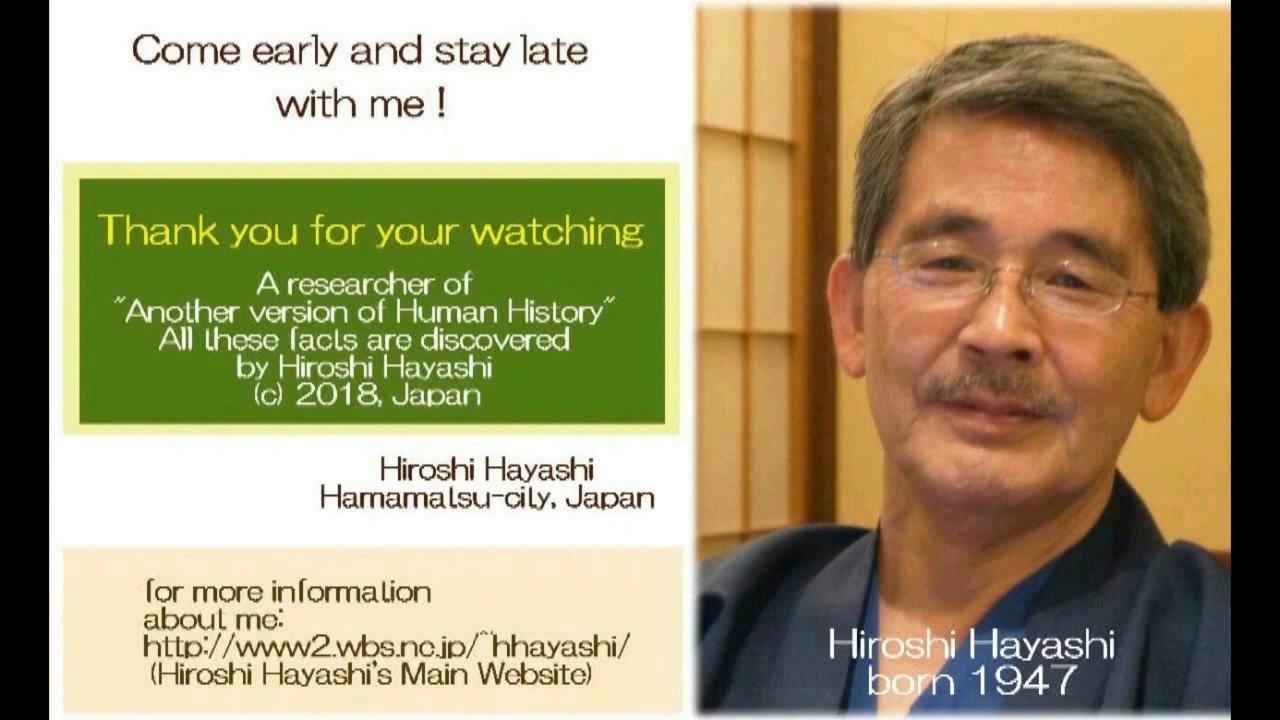 Come early and stay late
with me !
Thank you for your watching
A researcher of
"Another version of Human History"
All these facts are discovered
by Hiroshi Hayashi
(c) 2018, Japan
Hiroshi Hayashi
Hamamatsu-city, Japan
for more information
about me:
http://www2.wbs.ne.jp/~hhayashi/
(Hiroshi Hayashi's Main Website)
Hiroshi Hayashi
born 1947